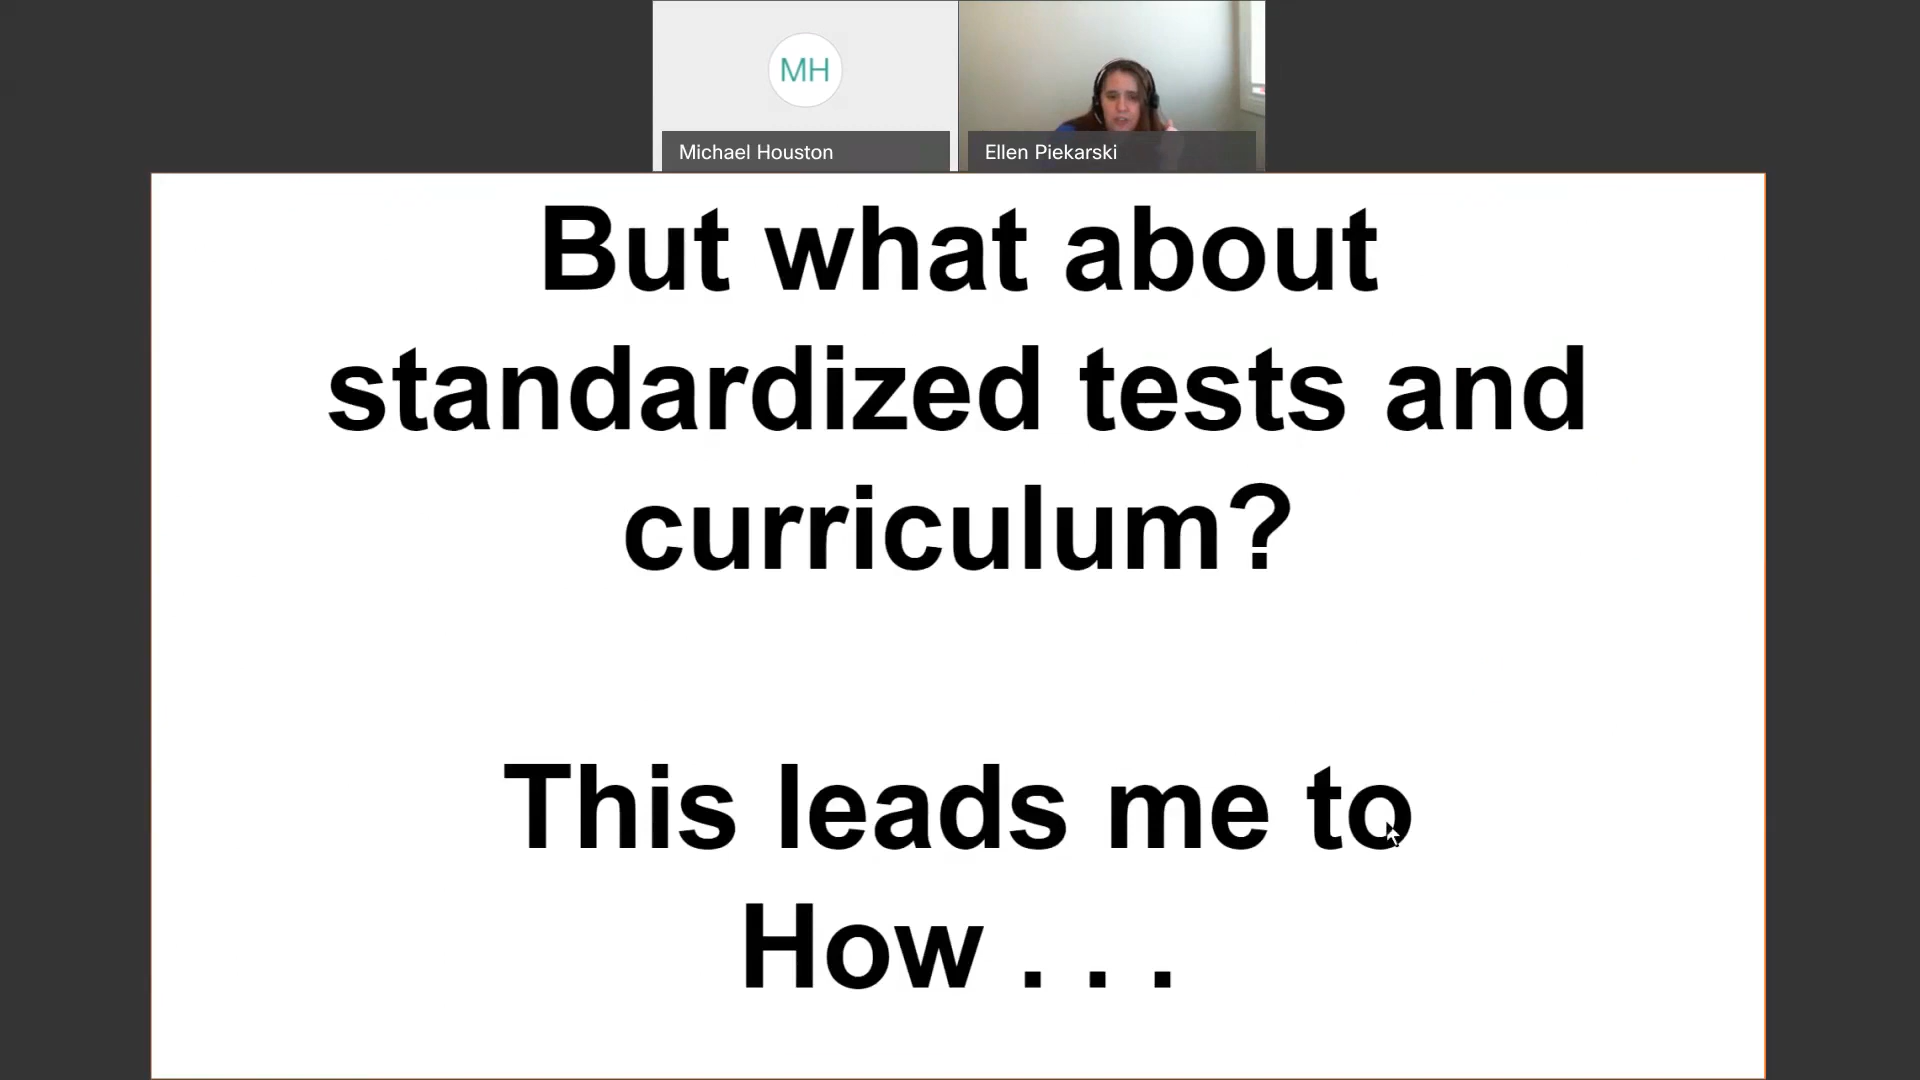 MH
Michael Houston
Ellen Piekarski
But what about
standardized tests and
curriculum?
This leads me to
How . . .